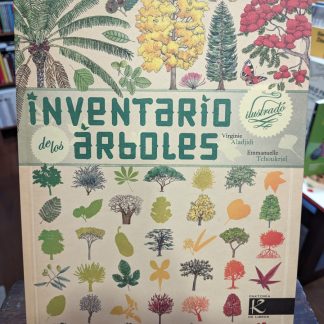 inventario
ilustrado
de los
árboles
Virginie
Aladjidi
Emmanuelle
Tchoukriel
K